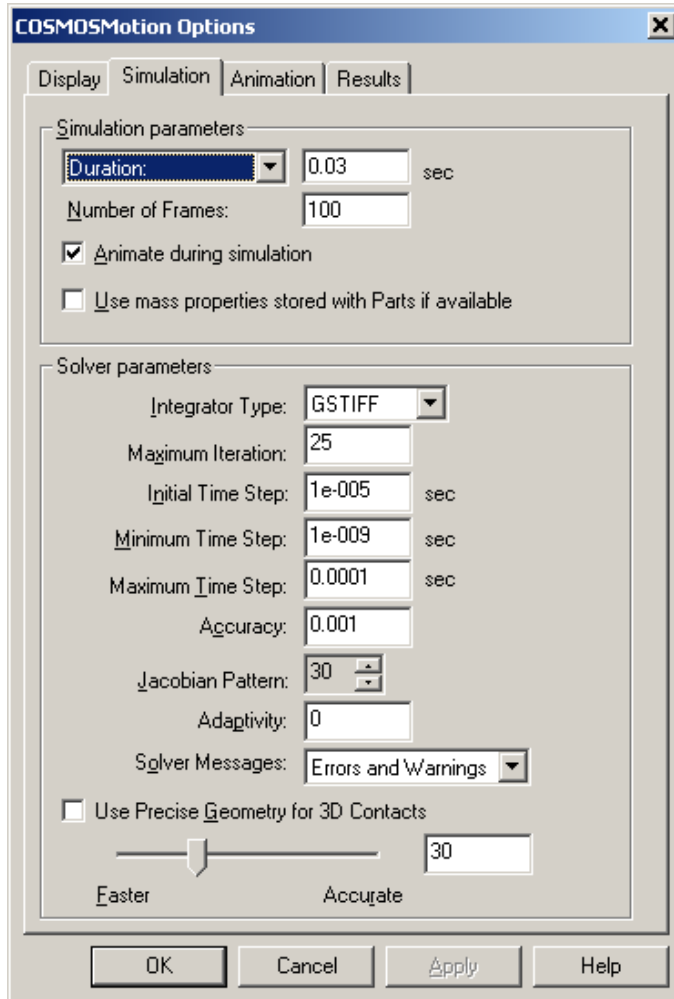 COSMOSMotion Options
Display Simulation Animation Results
Simulation parameters
Duration: 0.03 sec
Number of Frames: 100
Animate during simulation
Use mass properties stored with Parts if available
Solver parameters
Integrator Type: GSTIFF
Maximum Iteration: 25
Initial Time Step: 1e-005 sec
Minimum Time Step: 1e-009 sec
Maximum Time Step: 0.0001 sec
Accuracy: 0.001
Jacobian Pattern: 30
Adaptivity: 0
Solver Messages: Errors and Warnings
Use Precise Geometry for 3D Contacts
30
Faster Accurate
OK Cancel Apply Help